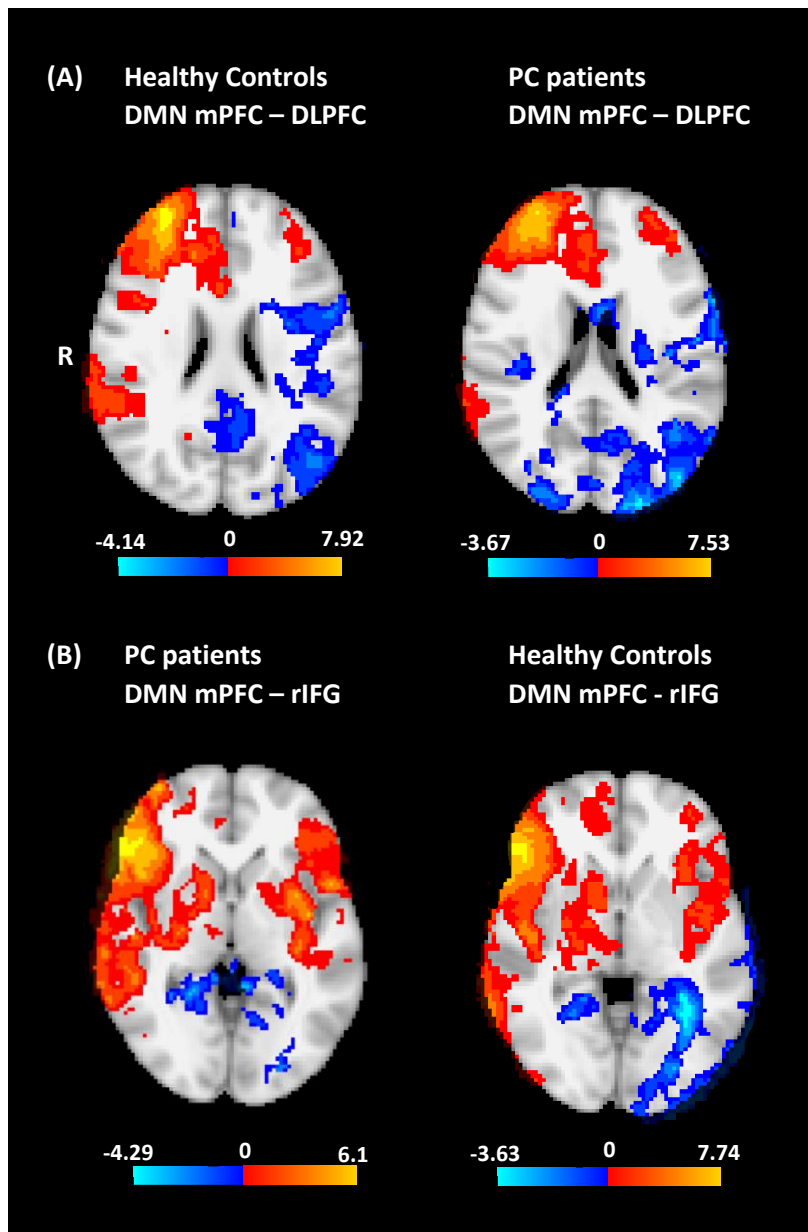 (A) Healthy Controls PC patients
DMN mPFC – DLPFC DMN mPFC – DLPFC
R
-4.14 0 7.92 -3.67 0 7.53
(B) PC patients Healthy Controls
DMN mPFC – rIFG DMN mPFC - rIFG
-4.29 0 6.1 -3.63 0 7.74